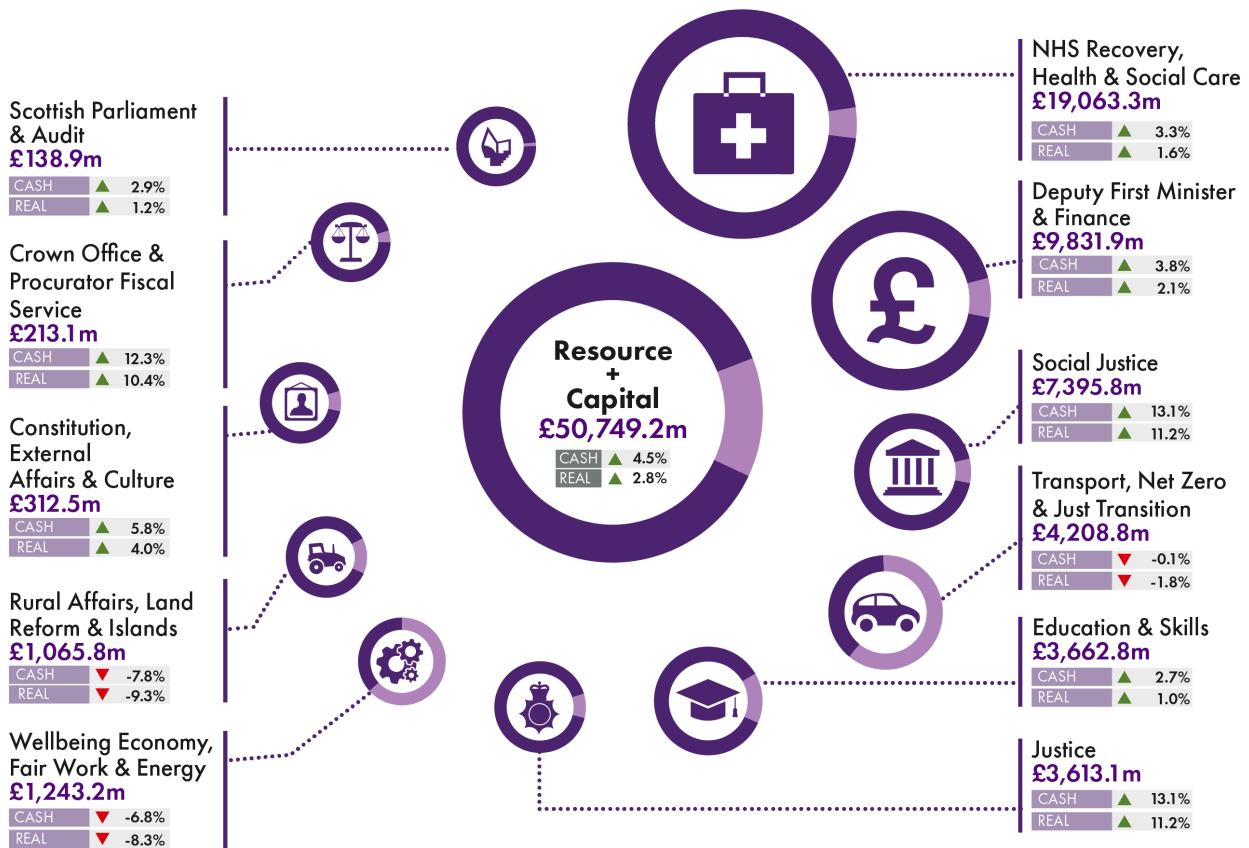 Scottish Parliament
& Audit
£138.9m
CASH ▲ 2.9%
REAL ▲ 1.2%
Crown Office &
Procurator Fiscal
Service
£213.1m
CASH ▲ 12.3%
REAL ▲ 10.4%
Constitution,
External
Affairs & Culture
£312.5m
CASH ▲ 5.8%
REAL ▲ 4.0%
Rural Affairs, Land
Reform & Islands
£1,065.8m
CASH ▼ -7.8%
REAL ▼ -9.3%
Wellbeing Economy,
Fair Work & Energy
£1,243.2m
CASH ▼ -6.8%
REAL ▼ -8.3%
Resource
+
Capital
£50,749.2m
CASH ▲ 4.5%
REAL ▲ 2.8%
£
NHS Recovery,
Health & Social Care
£19,063.3m
CASH ▲ 3.3%
REAL ▲ 1.6%
Deputy First Minister
& Finance
£9,831.9m
CASH ▲ 3.8%
REAL ▲ 2.1%
Social Justice
£7,395.8m
CASH ▲ 13.1%
REAL ▲ 11.2%
Transport, Net Zero
& Just Transition
£4,208.8m
CASH ▼ -0.1%
REAL ▼ -1.8%
Education & Skills
£3,662.8m
CASH ▲ 2.7%
REAL ▲ 1.0%
Justice
£3,613.1m
CASH ▲ 13.1%
REAL ▲ 11.2%